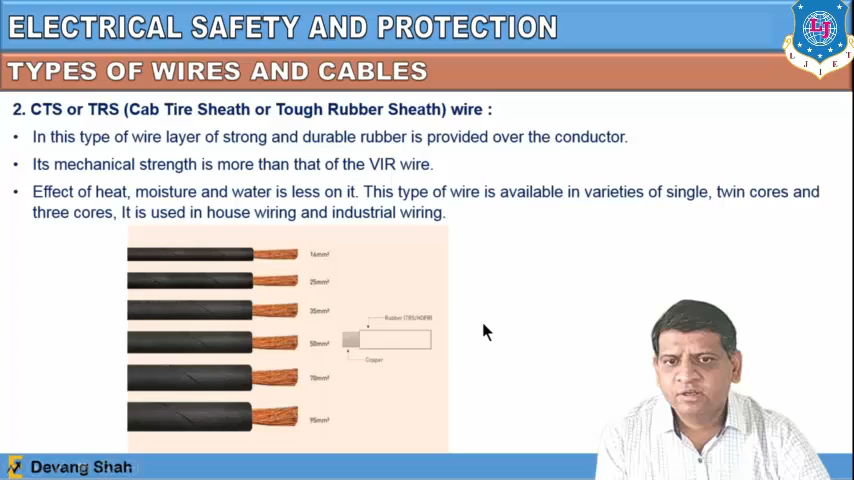 ELECTRICAL SAFETY AND PROTECTION
TYPES OF WIRES AND CABLES
LJ
L J I E T
2. CTS or TRS (Cab Tire Sheath or Tough Rubber Sheath) wire :
• In this type of wire layer of strong and durable rubber is provided over the conductor.
• Its mechanical strength is more than that of the VIR wire.
• Effect of heat, moisture and water is less on it. This type of wire is available in varieties of single, twin cores and
three cores, It is used in house wiring and industrial wiring.
16mm²
25mm²
35mm²
Rubber (TRS/HOFR)
50mm²
Copper
70mm²
95mm²
Devang Shah